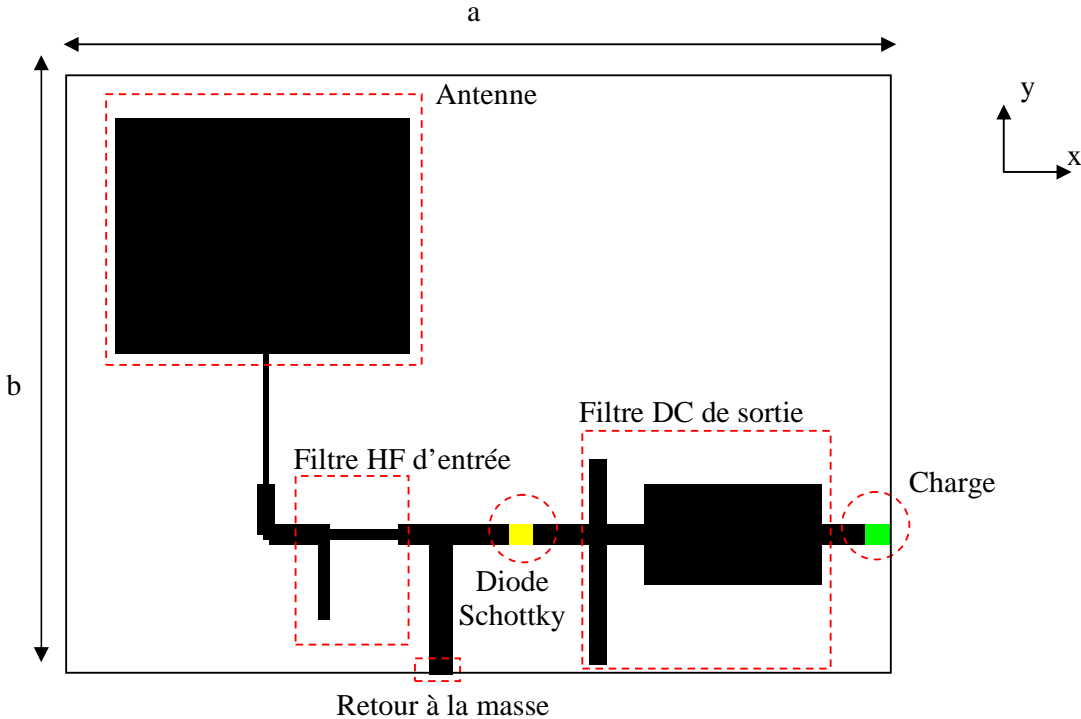 a
Antenne
y
x
b
Filtre DC de sortie
Filtre HF d’entrée
Charge
Diode
Schottky
Retour à la masse